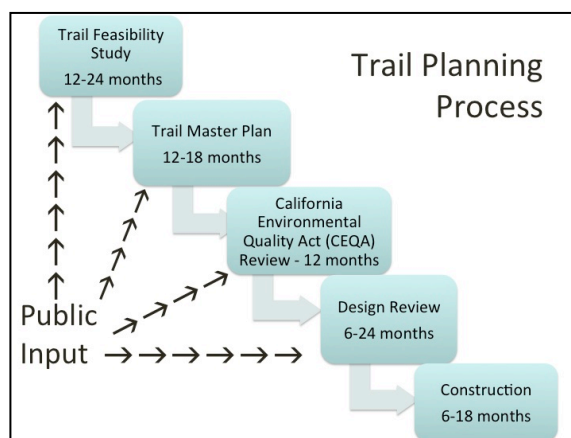 Trail Feasibility
Study
12-24 months
Trail Planning
Process
Trail Master Plan
12-18 months
California
Environmental
Quality Act (CEQA)
Review - 12 months
Public
Input
Design Review
6-24 months
Construction
6-18 months